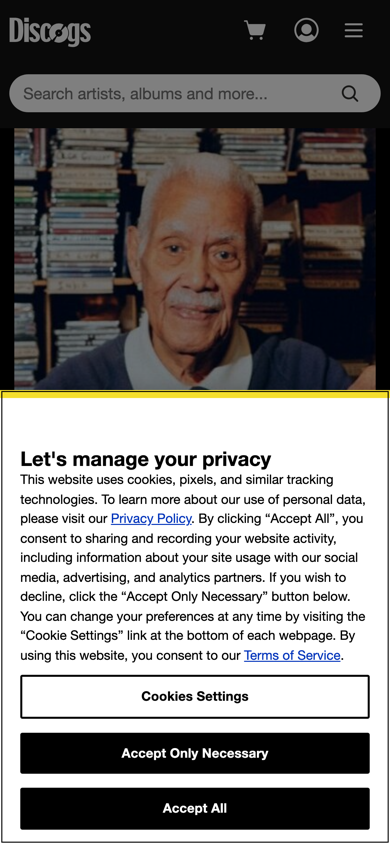 Discogs
Search artists, albums and more...
Let's manage your privacy
This website uses cookies, pixels, and similar tracking
technologies. To learn more about our use of personal data,
please visit our Privacy Policy. By clicking “Accept All”, you
consent to sharing and recording your website activity,
including information about your site usage with our social
media, advertising, and analytics partners. If you wish to
decline, click the “Accept Only Necessary” button below.
You can change your preferences at any time by visiting the
“Cookie Settings” link at the bottom of each webpage. By
using this website, you consent to our Terms of Service.
Cookies Settings
Accept Only Necessary
Accept All